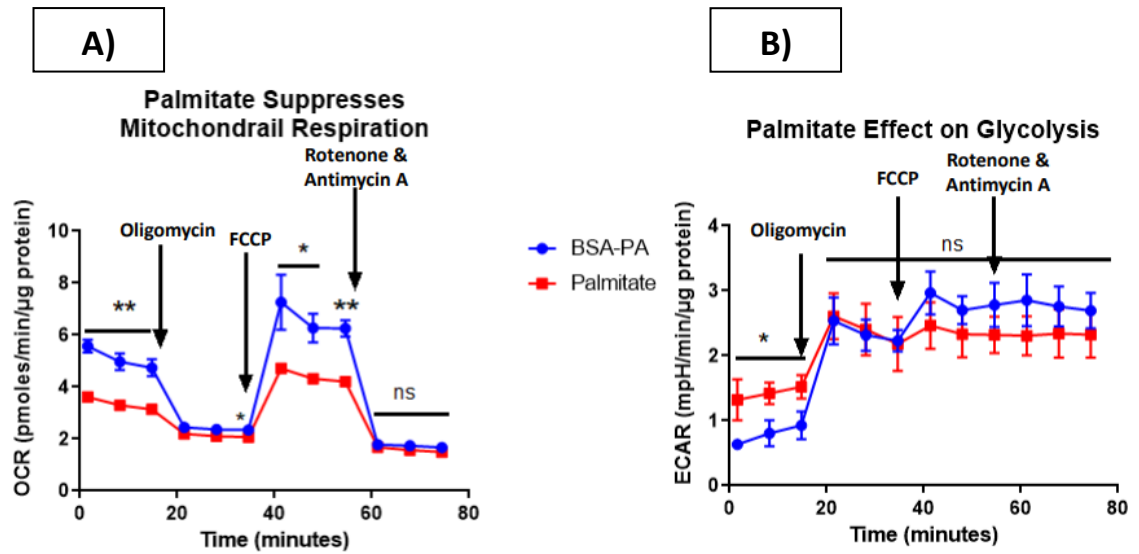 A)
Palmitate Suppresses
Mitochondrail Respiration
Rotenone &
Antimycin A
Oligomycin
FCCP
**
*
**
*
ns
OCR (pmoles/min/µg protein)
10
8
6
4
2
0
0 20 40 60 80
Time (minutes)
BSA-PA
Palmitate
B)
Palmitate Effect on Glycolysis
Rotenone &
Antimycin A
FCCP
Oligomycin
ns
*
ECAR (mpH/min/µg protein)
4
3
2
1
0
0 20 40 60 80
Time (minutes)